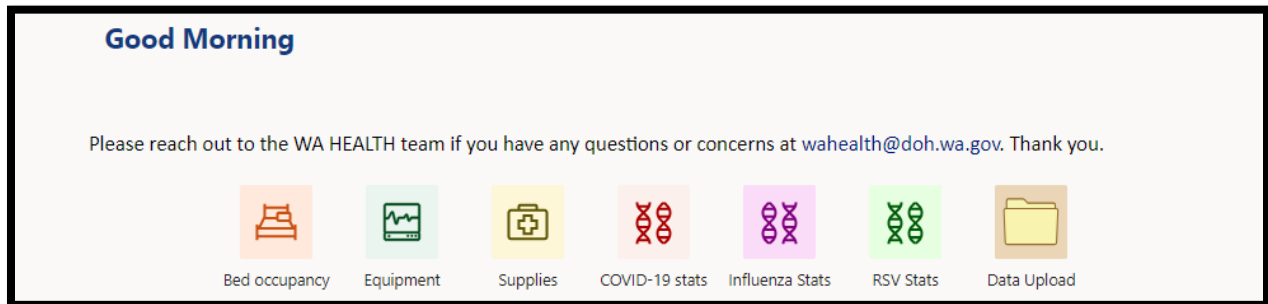 Good Morning
Please reach out to the WA HEALTH team if you have any questions or concerns at wahealth@doh.wa.gov. Thank you.
Bed occupancy Equipment Supplies COVID-19 stats Influenza Stats RSV Stats Data Upload